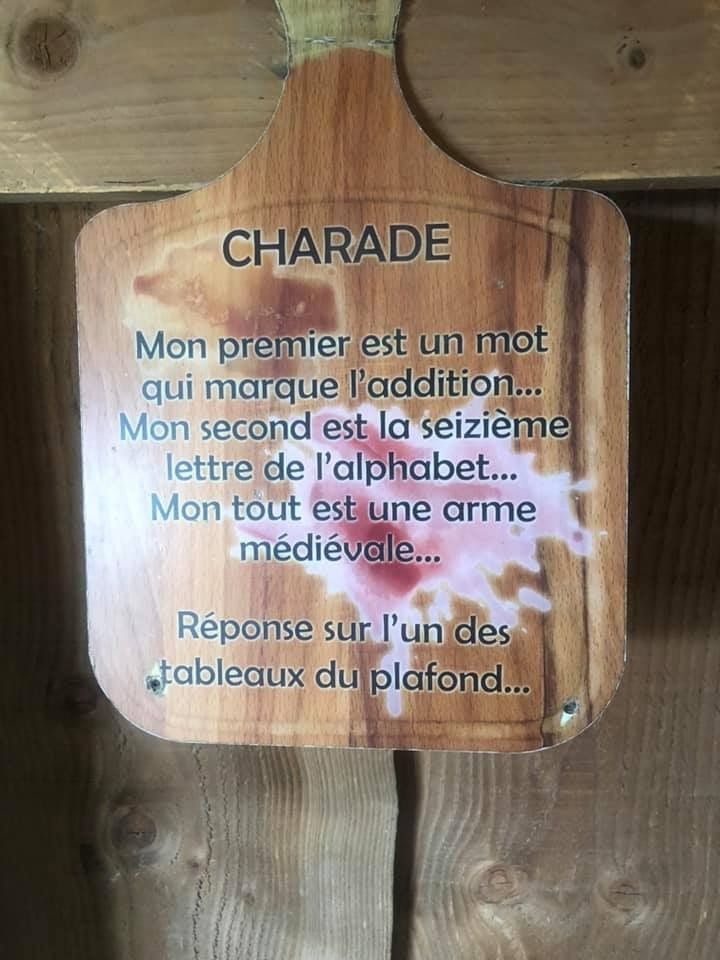 CHARADE
Mon premier est un mot
qui marque l'addition...
Mon second est la seizième
lettre de l'alphabet...
Mon tout est une arme
médiévale...
Réponse sur l'un des
tableaux du plafond...